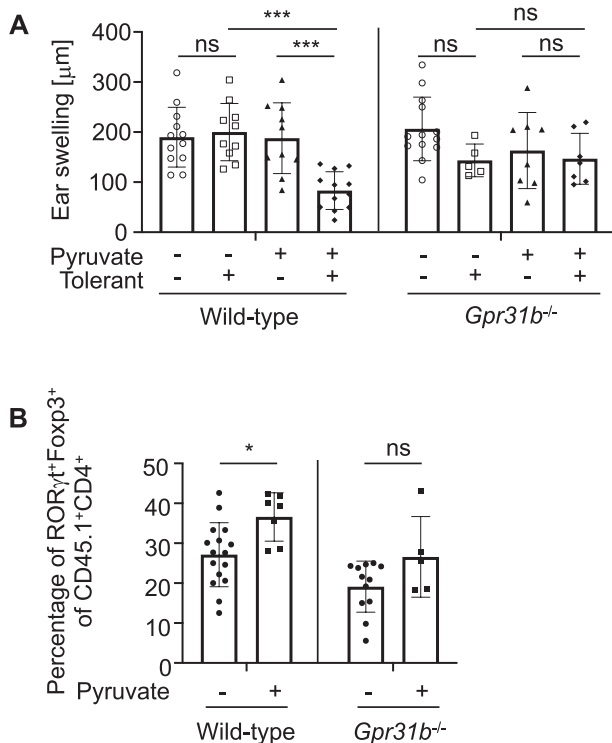 A
Ear swelling [μm]
400
300
200
100
0
ns
***
***
ns
ns
ns
Pyruvate - - + + - - + +
Tolerant - + - + - + - +
Wild-type Gpr31b-/-
B
Percentage of RORγt+Foxp3+
of CD45.1+CD4+
50
40
30
20
10
0
*
ns
Pyruvate - + - +
Wild-type Gpr31b-/-